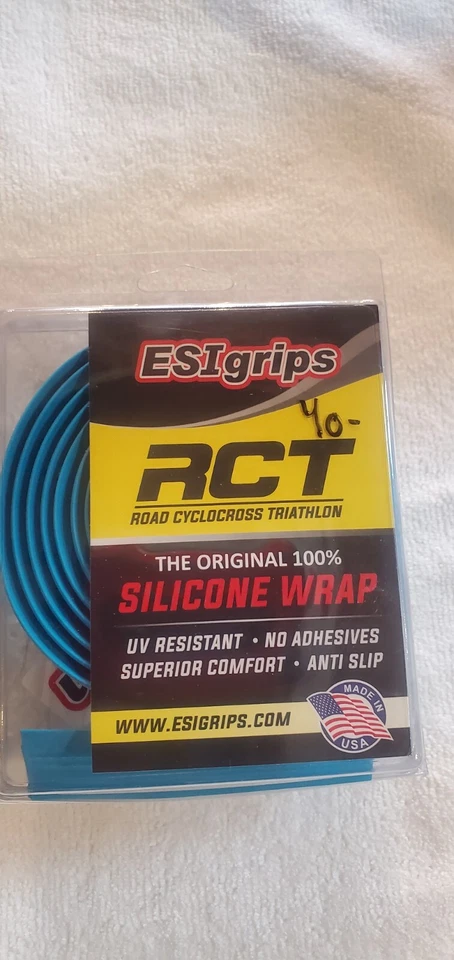 ESIgrips
40-
RCT
ROAD CYCLOCROSS TRIATHLON
THE ORIGINAL 100%
SILICONE WRAP
UV RESISTANT • NO ADHESIVES
SUPERIOR COMFORT • ANTI SLIP
WWW.ESIGRIPS.COM
MADE IN
USA